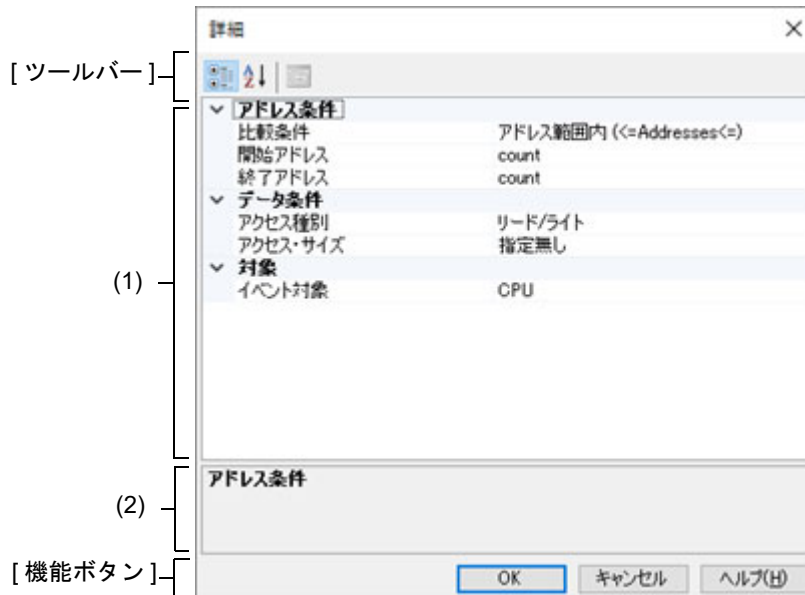 詳細
[ ツールバー ]
アドレス条件
比較条件 アドレス範囲内 (<=Addresses<=)
開始アドレス count
終了アドレス count
データ条件
アクセス種別 リード/ライト
アクセス・サイズ 指定無し
(1)
対象
イベント対象 CPU
アドレス条件
(2)
[ 機能ボタン ]
OK キャンセル ヘルプ(H)